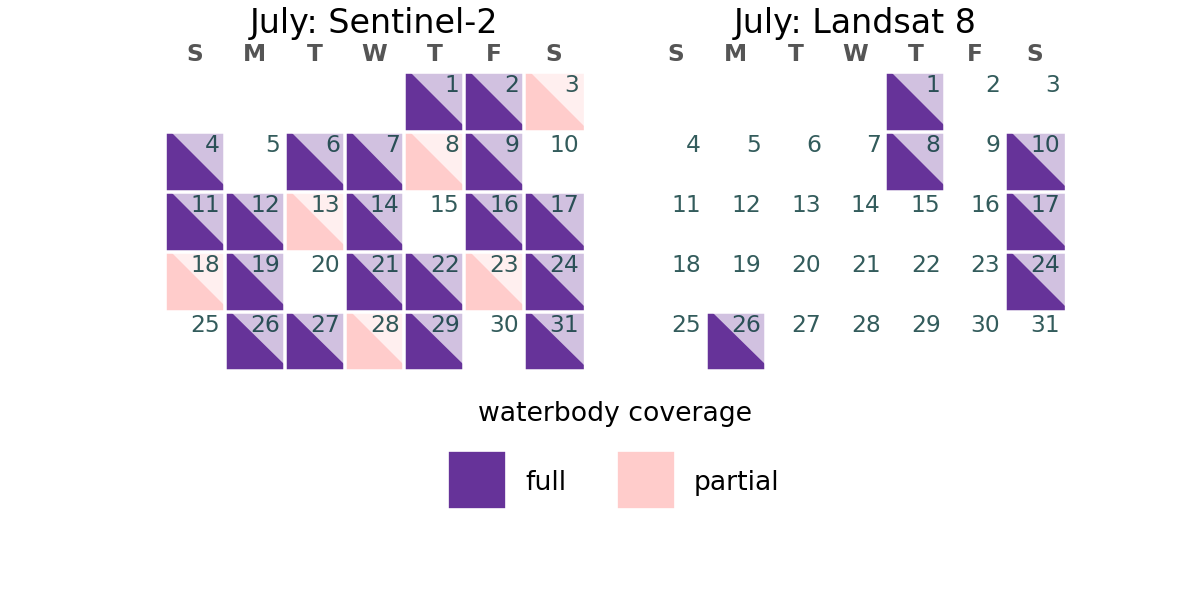 July: Sentinel-2
S M T W T F S
1 2 3
4 5 6 7 8 9 10
11 12 13 14 15 16 17
18 19 20 21 22 23 24
25 26 27 28 29 30 31
July: Landsat 8
S M T W T F S
1 2 3
4 5 6 7 8 9 10
11 12 13 14 15 16 17
18 19 20 21 22 23 24
25 26 27 28 29 30 31
waterbody coverage
full partial